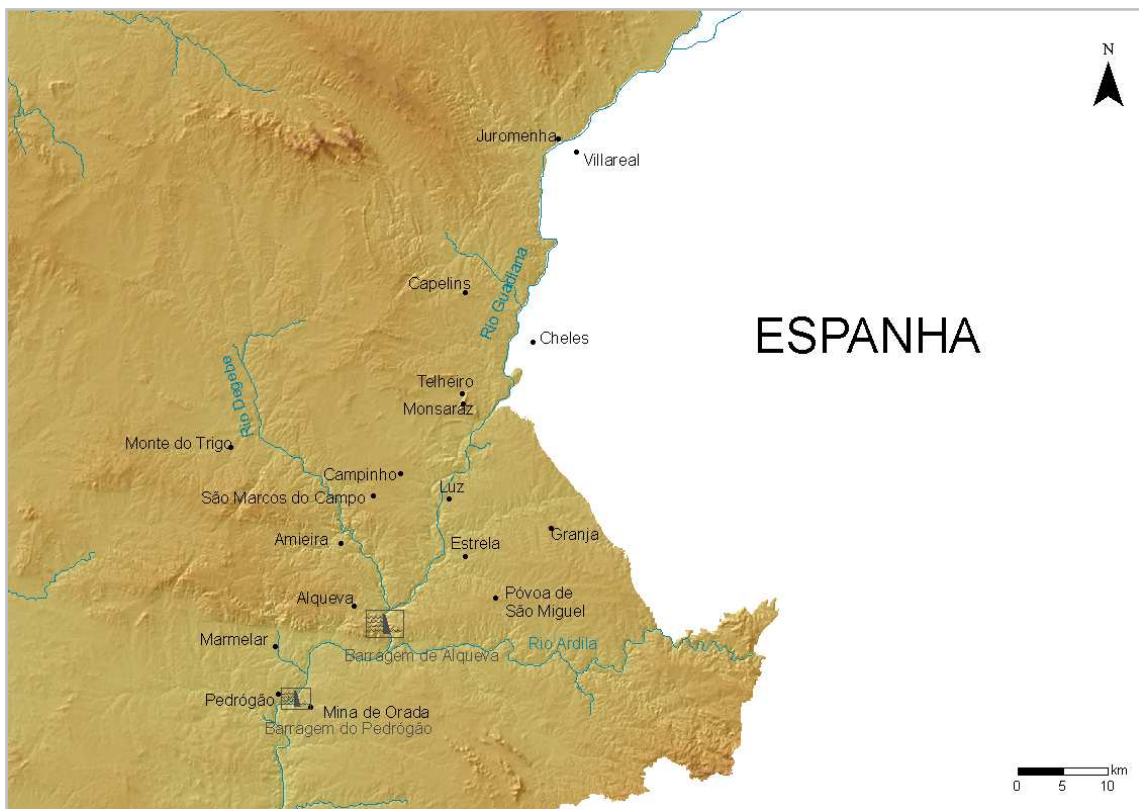 N
Juromenha
Villareal
Rio Guadiana
Capelins
ESPANHA
Cheles
Rio Degebe
Telheiro
Monsaraz
Monte do Trigo
Campinho
Luz
São Marcos do Campo
Granja
Amieira
Estrela
Alqueva
Póvoa de
São Miguel
Marmelar
Rio Ardila
Barragem de Alqueva
Pedrógão
Mina de Orada
Barragem do Pedrógão
km
0 5 10